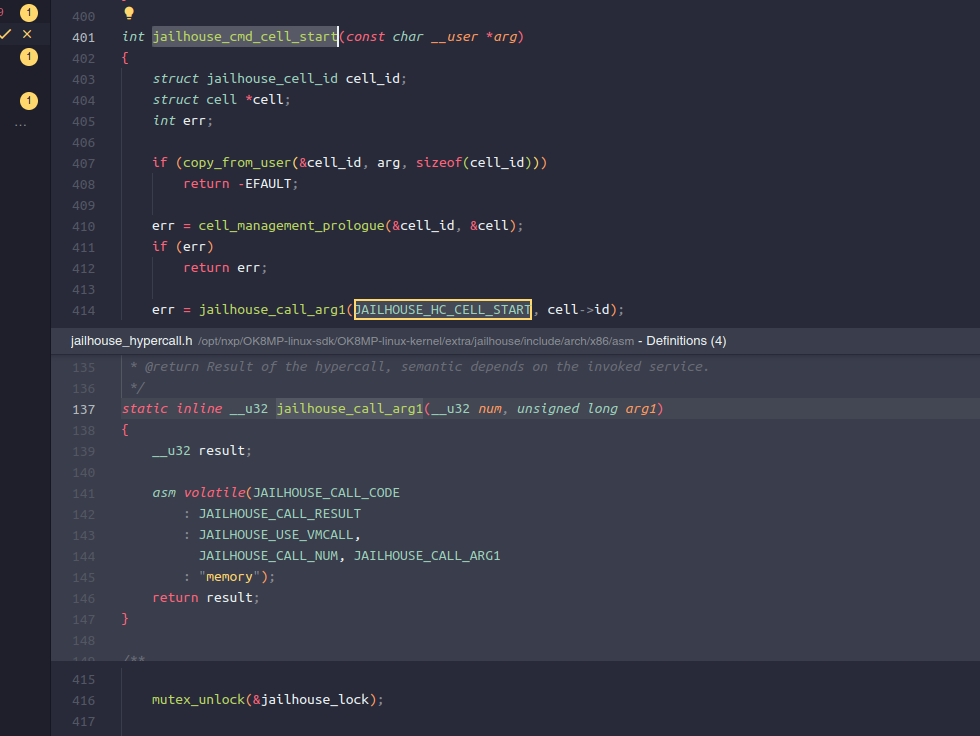 9 1
400
401 int jailhouse_cmd_cell_start(const char __user *arg)
1
402 {
403 struct jailhouse_cell_id cell_id;
1
404 struct cell *cell;
405 int err;
...
406
407 if (copy_from_user(&cell_id, arg, sizeof(cell_id)))
408 return -EFAULT;
409
410 err = cell_management_prologue(&cell_id, &cell);
411 if (err)
412 return err;
413
414 err = jailhouse_call_arg1(JAILHOUSE_HC_CELL_START, cell->id);
jailhouse_hypercall.h /opt/nxp/OK8MP-linux-sdk/OK8MP-linux-kernel/extra/jailhouse/include/arch/x86/asm - Definitions (4)
135 * @return Result of the hypercall, semantic depends on the invoked service.
136 */
137 static inline __u32 jailhouse_call_arg1(__u32 num, unsigned long arg1)
138 {
139 __u32 result;
140
141 asm volatile(JAILHOUSE_CALL_CODE
142 : JAILHOUSE_CALL_RESULT
143 : JAILHOUSE_USE_VMCALL,
144 JAILHOUSE_CALL_NUM, JAILHOUSE_CALL_ARG1
145 : "memory");
146 return result;
147 }
148
149 /**
415
416 mutex_unlock(&jailhouse_lock);
417